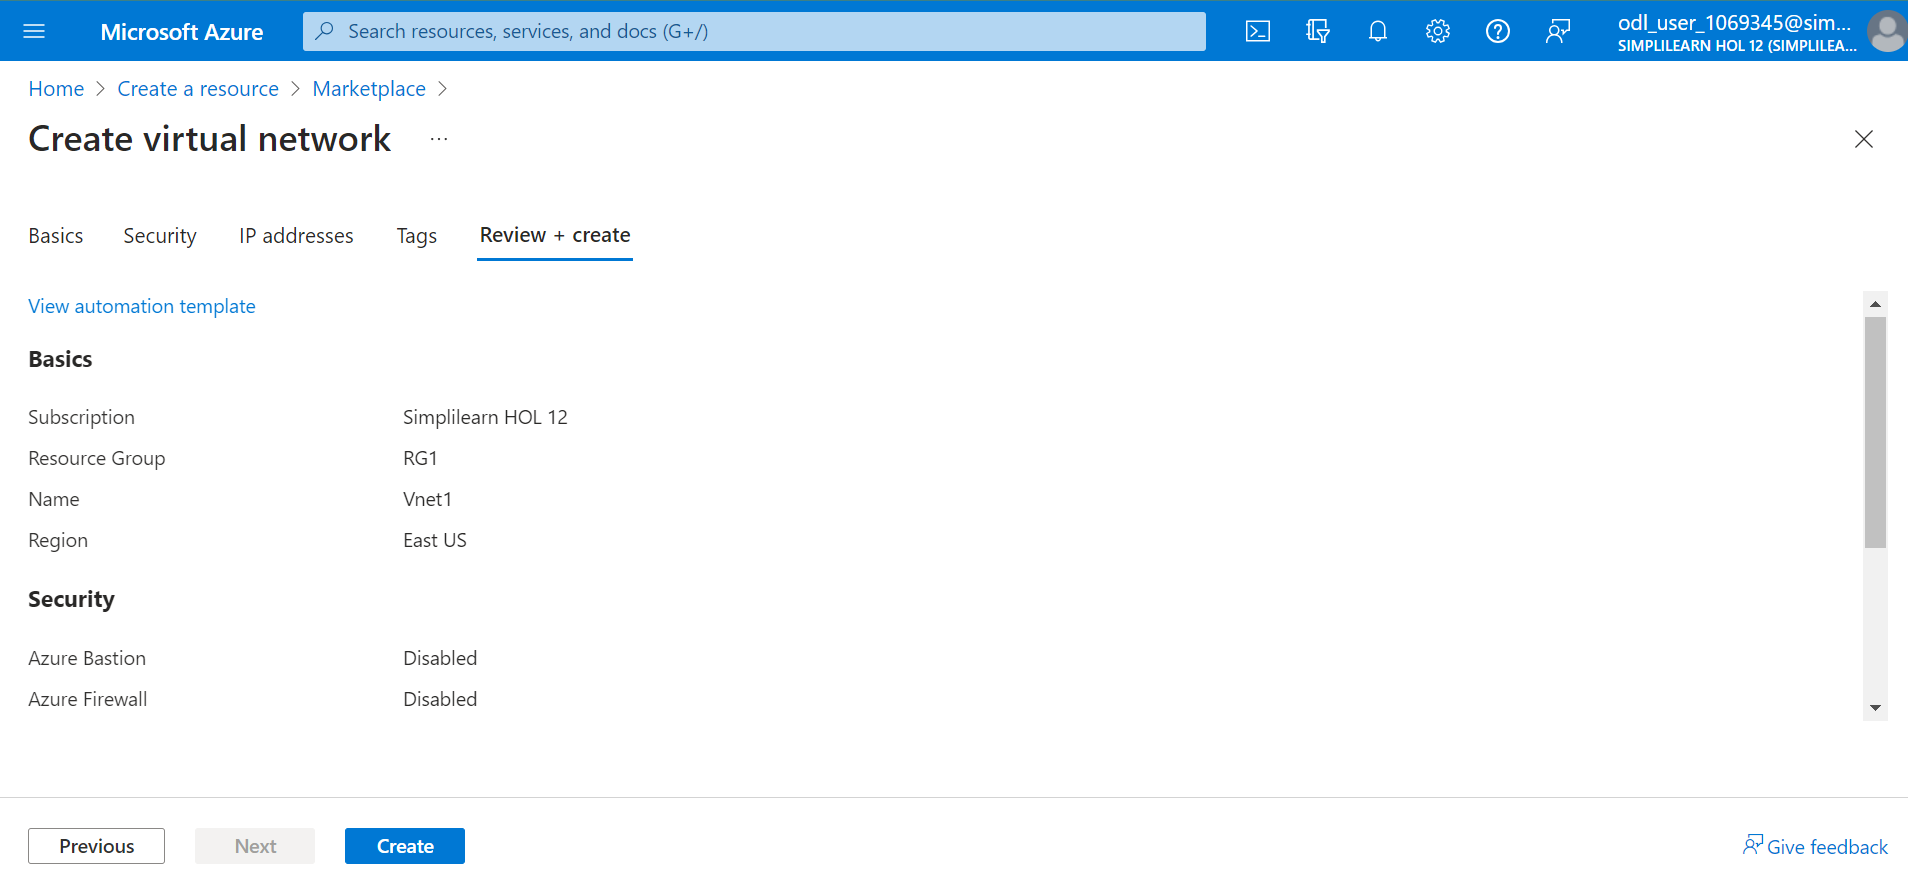 Microsoft Azure
Search resources, services, and docs (G+/)
odl_user_1069345@sim...
SIMPLILEARN HOL 12 (SIMPLILEA...
Home > Create a resource > Marketplace >
Create virtual network ...
Basics Security IP addresses Tags Review + create
View automation template
Basics
Subscription Simplilearn HOL 12
Resource Group RG1
Name Vnet1
Region East US
Security
Azure Bastion Disabled
Azure Firewall Disabled
Previous Next Create Give feedback